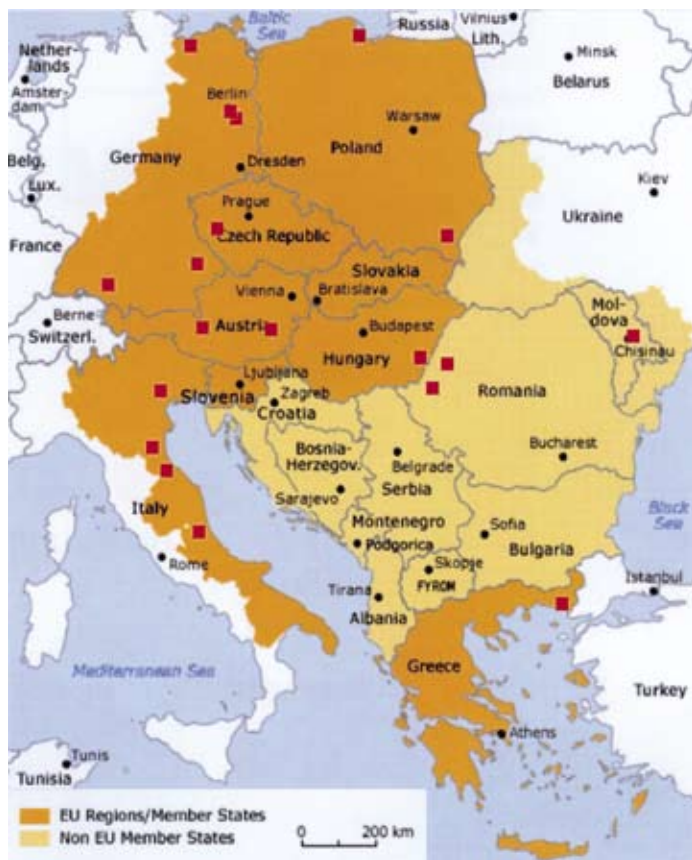 Baltic
Sea
Russia
Vilnius
Lith.
Nether-
lands
Minsk
Amster-
dam
Belarus
Berlin
Warsaw
Germany
Poland
Belg.
Dresden
Lux.
Kiev
Prague
Ukraine
Czech Republic
France
Slovakia
Vienna
Bratislava
Mol-
dova
Berne
Switzerl.
Austria
Budapest
Chisinau
Hungary
Ljubljana
Slovenia
Zagreb
Croatia
Romania
Bosnia-
Herzegov.
Bucharest
Belgrade
Serbia
Sarajevo
Italy
Black
Sea
Montenegro
Sofia
Podgorica
Bulgaria
Rome
Skopje
Istanbul
FYROM
Tirana
Albania
Mediterranean Sea
Greece
Turkey
Athens
Tunis
Tunisia
EU Regions/Member States
Non EU Member States
0 200 km